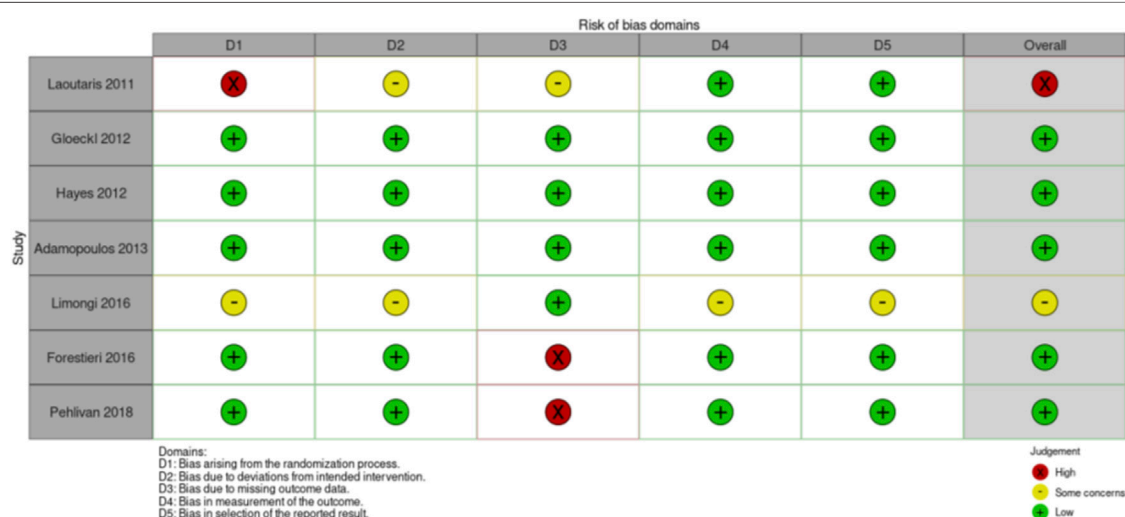 Risk of bias domains
D1 D2 D3 D4 D5 Overall
Study
Laoutaris 2011 X - - + + X
Gloeckl 2012 + + + + + +
Hayes 2012 + + + + + +
Adamopoulos 2013 + + + + + +
Limongi 2016 - - + - - -
Forestieri 2016 + + X + + +
Pehlivan 2018 + + X + + +
Domains:
D1: Bias arising from the randomization process.
D2: Bias due to deviations from intended intervention.
D3: Bias due to missing outcome data.
D4: Bias in measurement of the outcome.
D5: Bias in selection of the reported result.
Judgement
X High
- Some concerns
+ Low